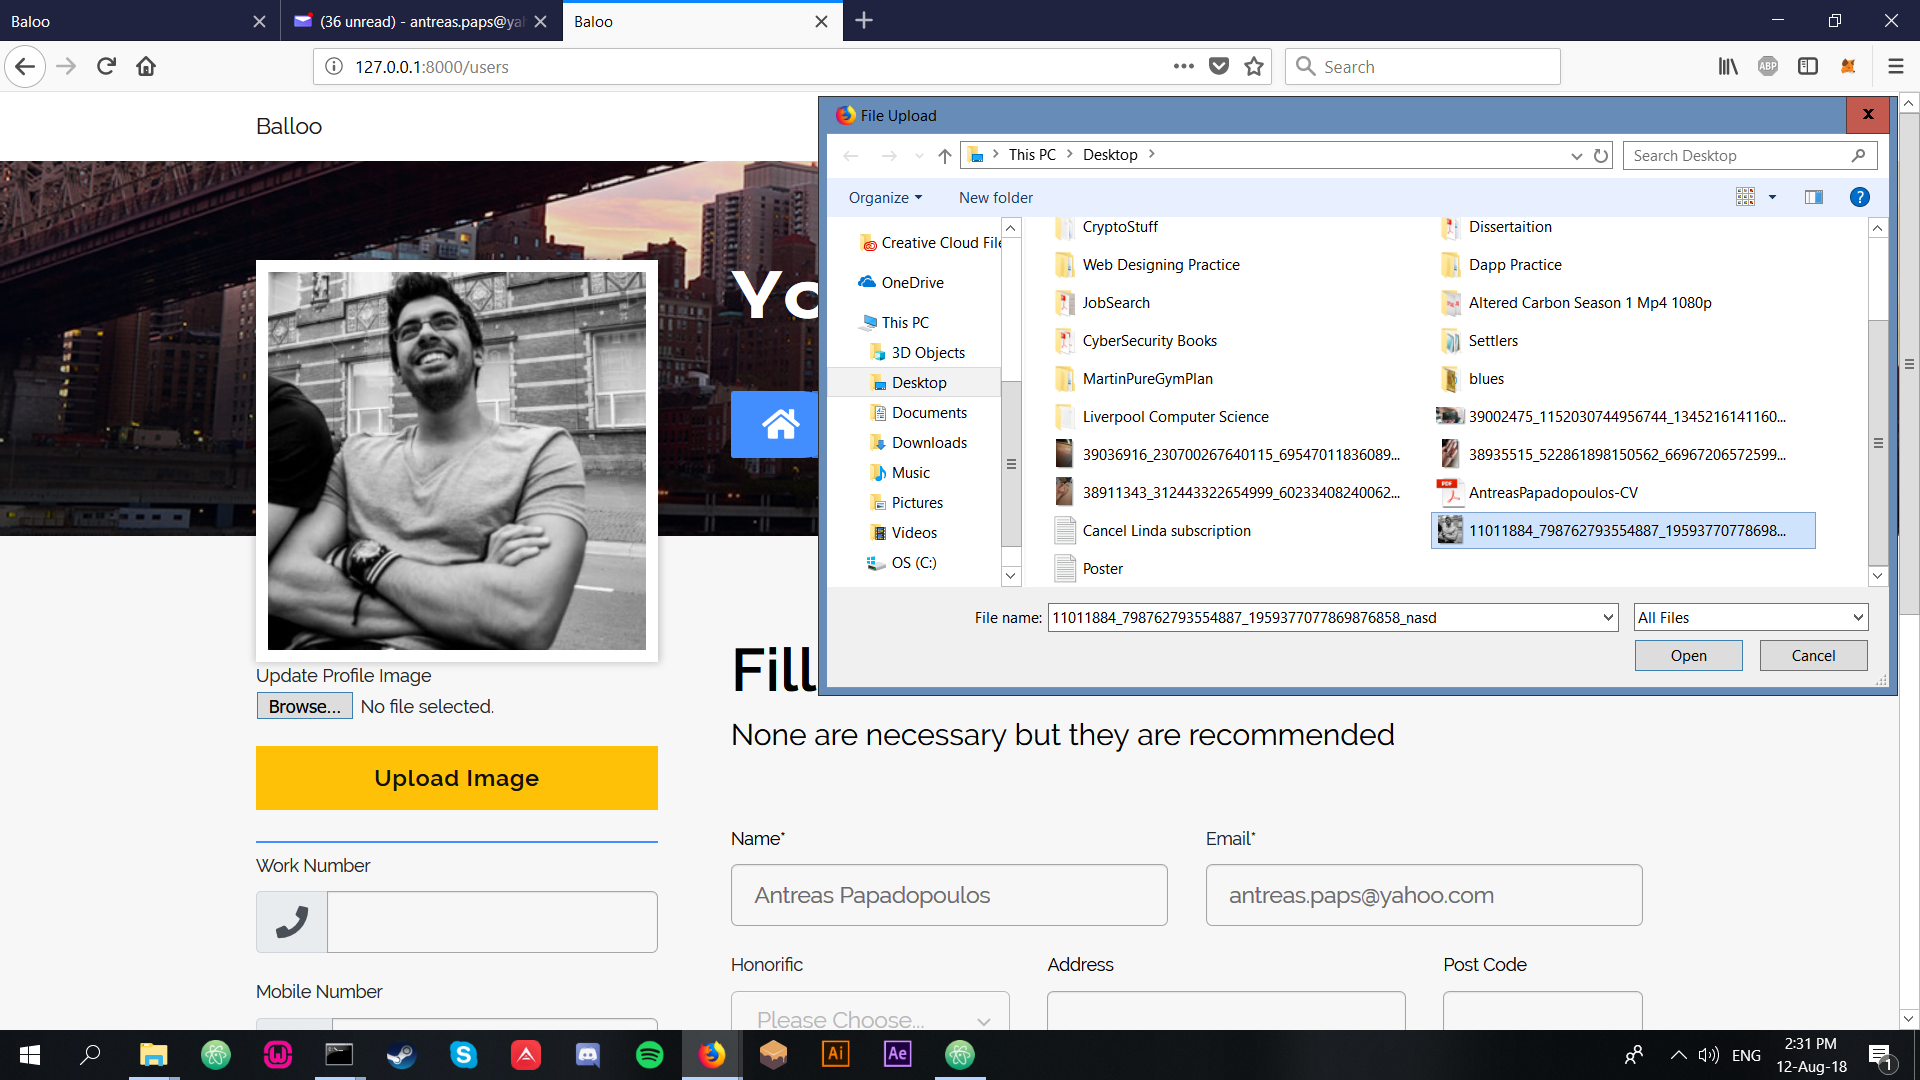 Baloo
(36 unread) - antreas.paps@ya
Baloo
127.0.0.1:8000/users
Search
ABP
Balloo
Yo
File Upload
This PC
Desktop
Search Desktop
Organize
New folder
?
Creative Cloud File
OneDrive
This PC
3D Objects
Desktop
Documents
Downloads
Music
Pictures
Videos
OS (C:)
CryptoStuff
Dissertaition
Web Designing Practice
Dapp Practice
JobSearch
Altered Carbon Season 1 Mp4 1080p
CyberSecurity Books
Settlers
MartinPureGymPlan
blues
Liverpool Computer Science
39002475_1152030744956744_1345216141160...
39036916_230700267640115_69547011836089...
38935515_522861898150562_66967206572599...
38911343_312443322654999_60233408240062...
PDF
AntreasPapadopoulos-CV
Cancel Linda subscription
11011884_798762793554887_19593770778698...
Poster
File name:
11011884_798762793554887_1959377077869876858_nasd
All Files
Open
Cancel
Update Profile Image
Browse...
No file selected.
Upload Image
Fill
None are necessary but they are recommended
Work Number
Mobile Number
Name*
Email*
Antreas Papadopoulos
antreas.paps@yahoo.com
Honorific
Address
Post Code
Please Choose...
Ai
Ae
ENG
2:31 PM
12-Aug-18
1